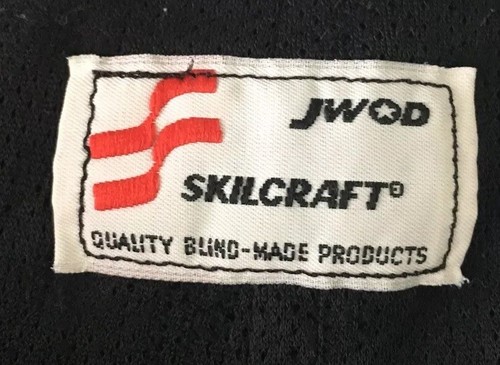 JWOD
SKILCRAFT®
QUALITY BLIND-MADE PRODUCTS